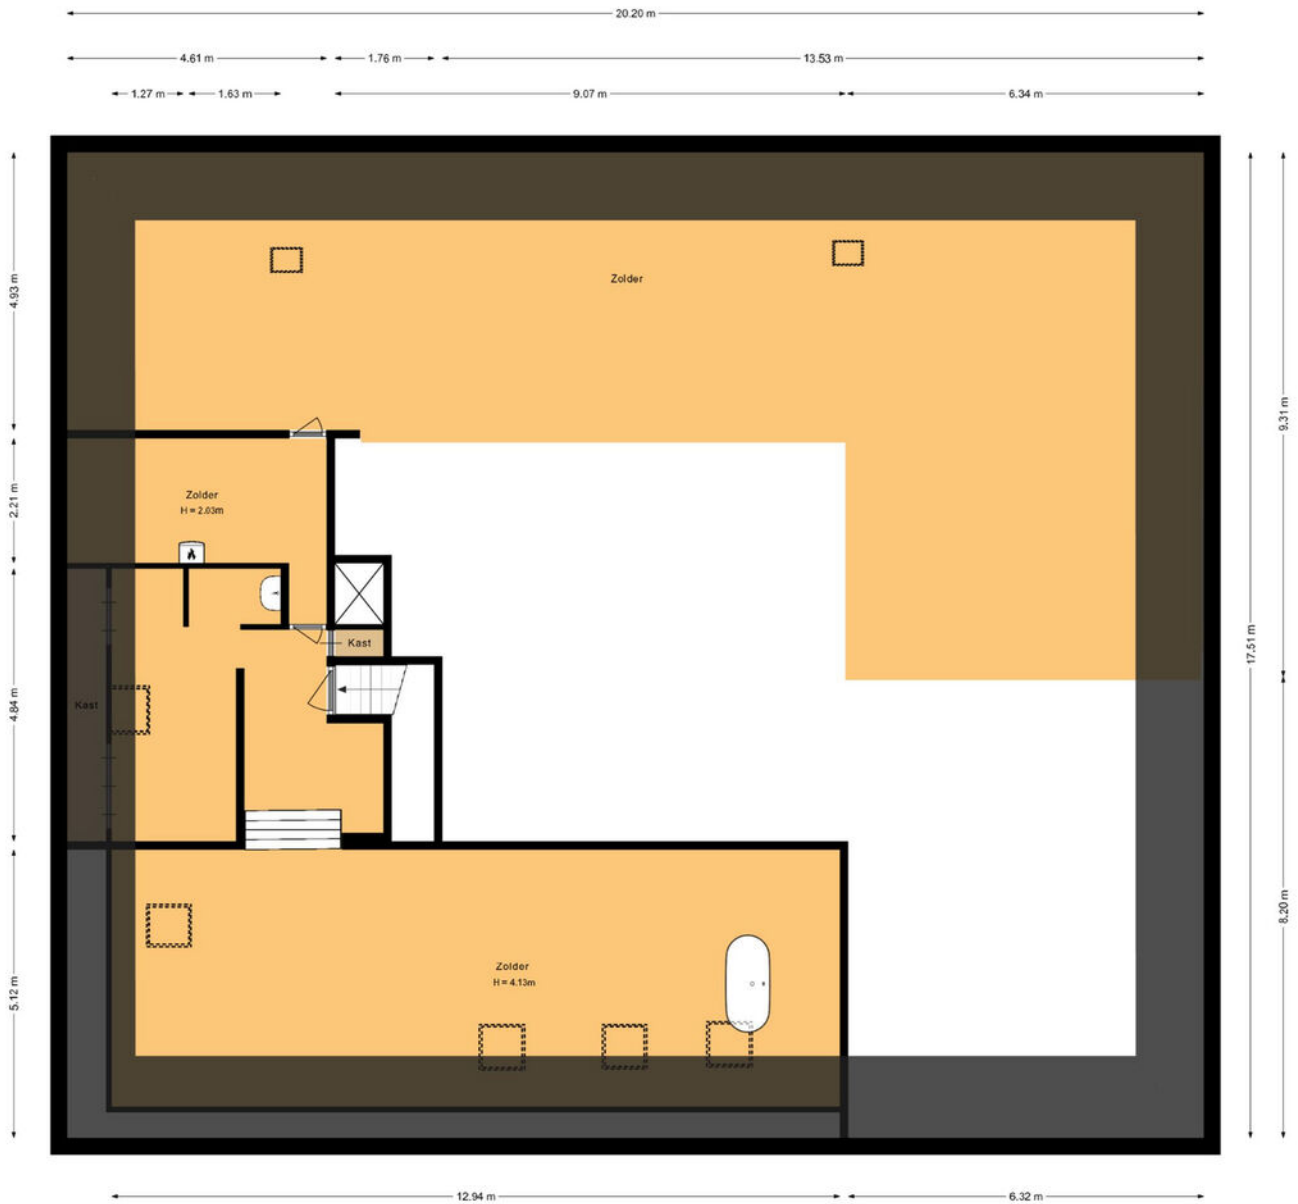 20.20 m
4.61 m 1.76 m 13.53 m
1.27 m 1.63 m 9.07 m 6.34 m
4.93 m
2.21 m
4.84 m
5.12 m
Zolder
Zolder
H = 2.03m
Kast
Kast
Zolder
H = 4.13m
17.51 m
9.31 m
8.20 m
12.94 m 6.32 m